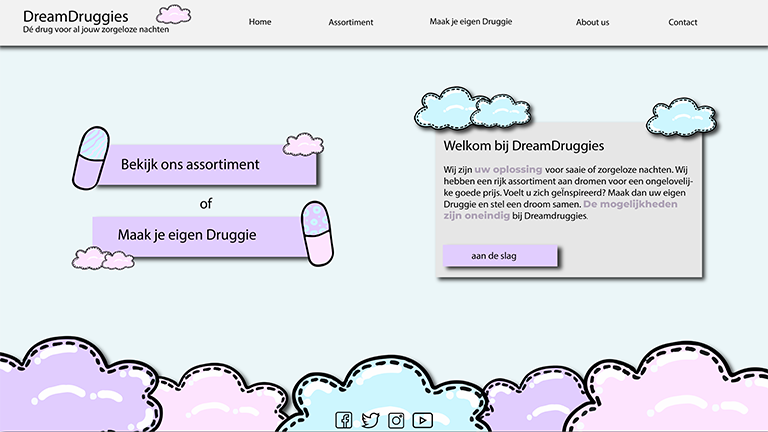 DreamDruggies
Dé drug voor al jouw zorgeloze nachten
Home
Assortiment
Maak je eigen Druggie
About us
Contact
Bekijk ons assortiment
of
Maak je eigen Druggie
Welkom bij DreamDruggies
Wij zijn uw oplossing voor saaie of zorgeloze nachten. Wij
hebben een rijk assortiment aan dromen voor een ongelovelij-
ke goede prijs. Voelt u zich geÏnspireerd? Maak dan uw eigen
Druggie en stel een droom samen. De mogelijkheden
zijn oneindig bij Dreamdruggies.
aan de slag